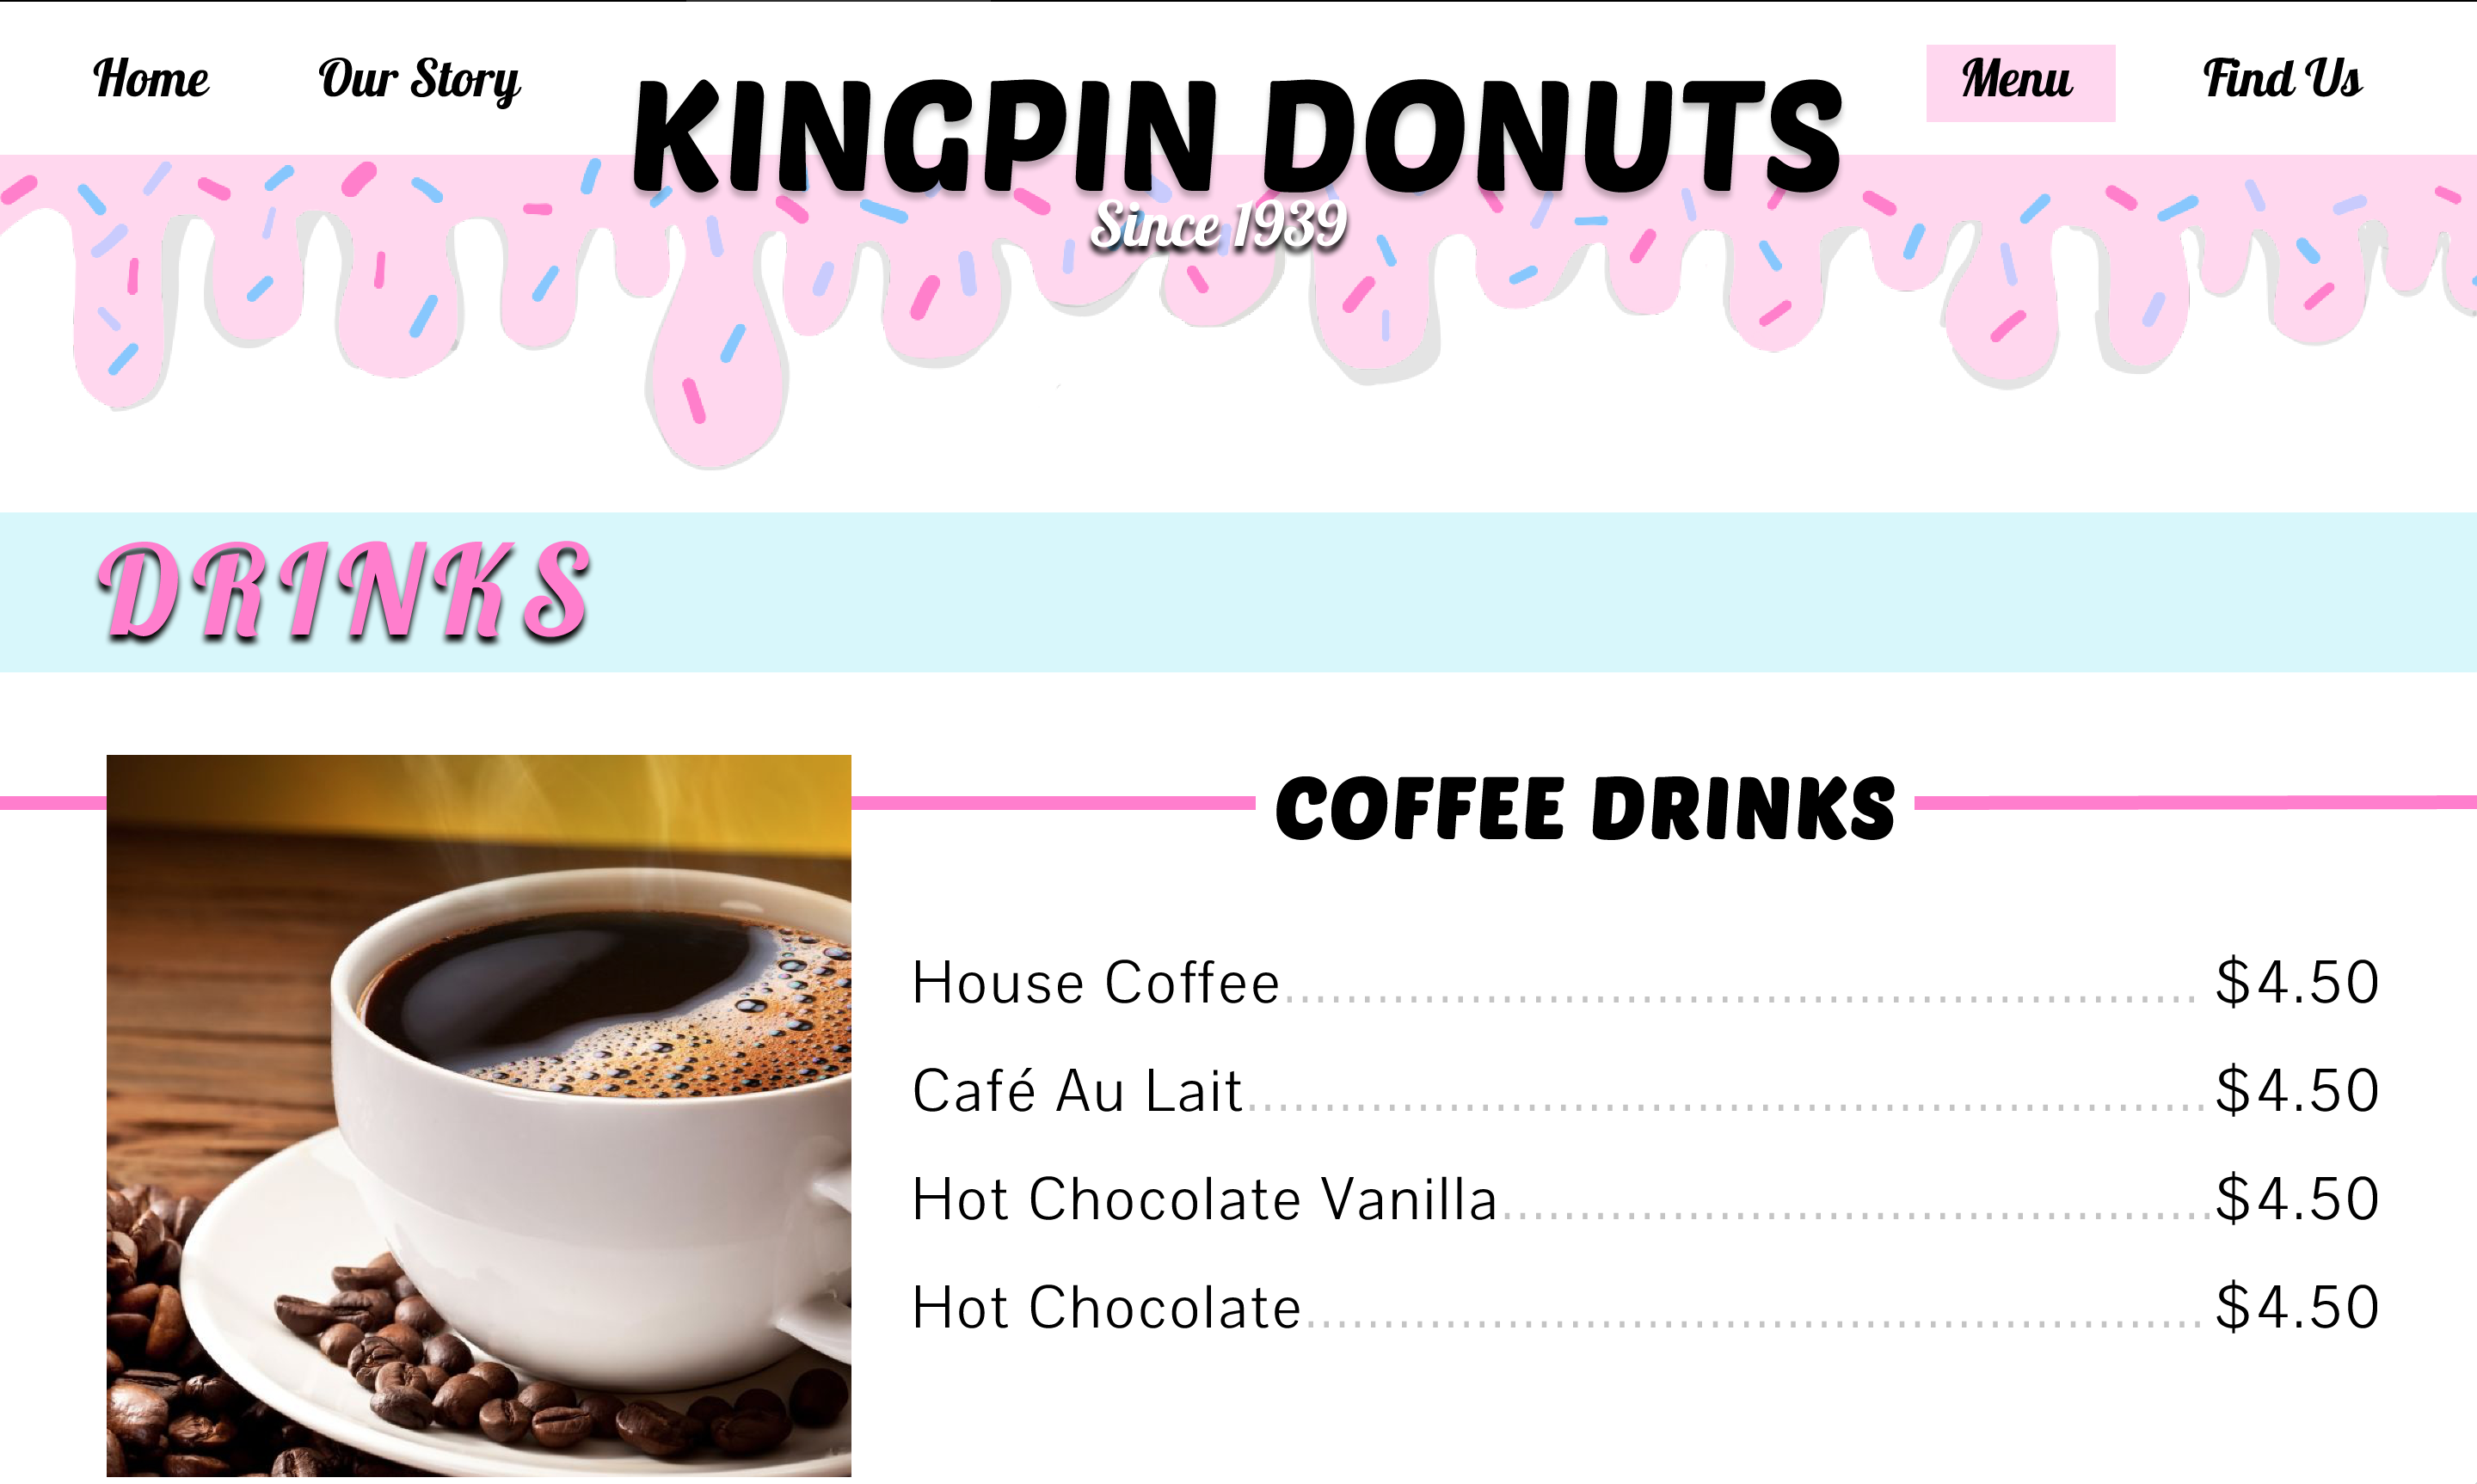 Home Our Story KINGPIN DONUTS Menu Find Us
Since 1939
DRINKS
COFFEE DRINKS
House Coffee................................................... $4.50
Café Au Lait................................................... $4.50
Hot Chocolate Vanilla...................................................$4.50
Hot Chocolate................................................... $4.50